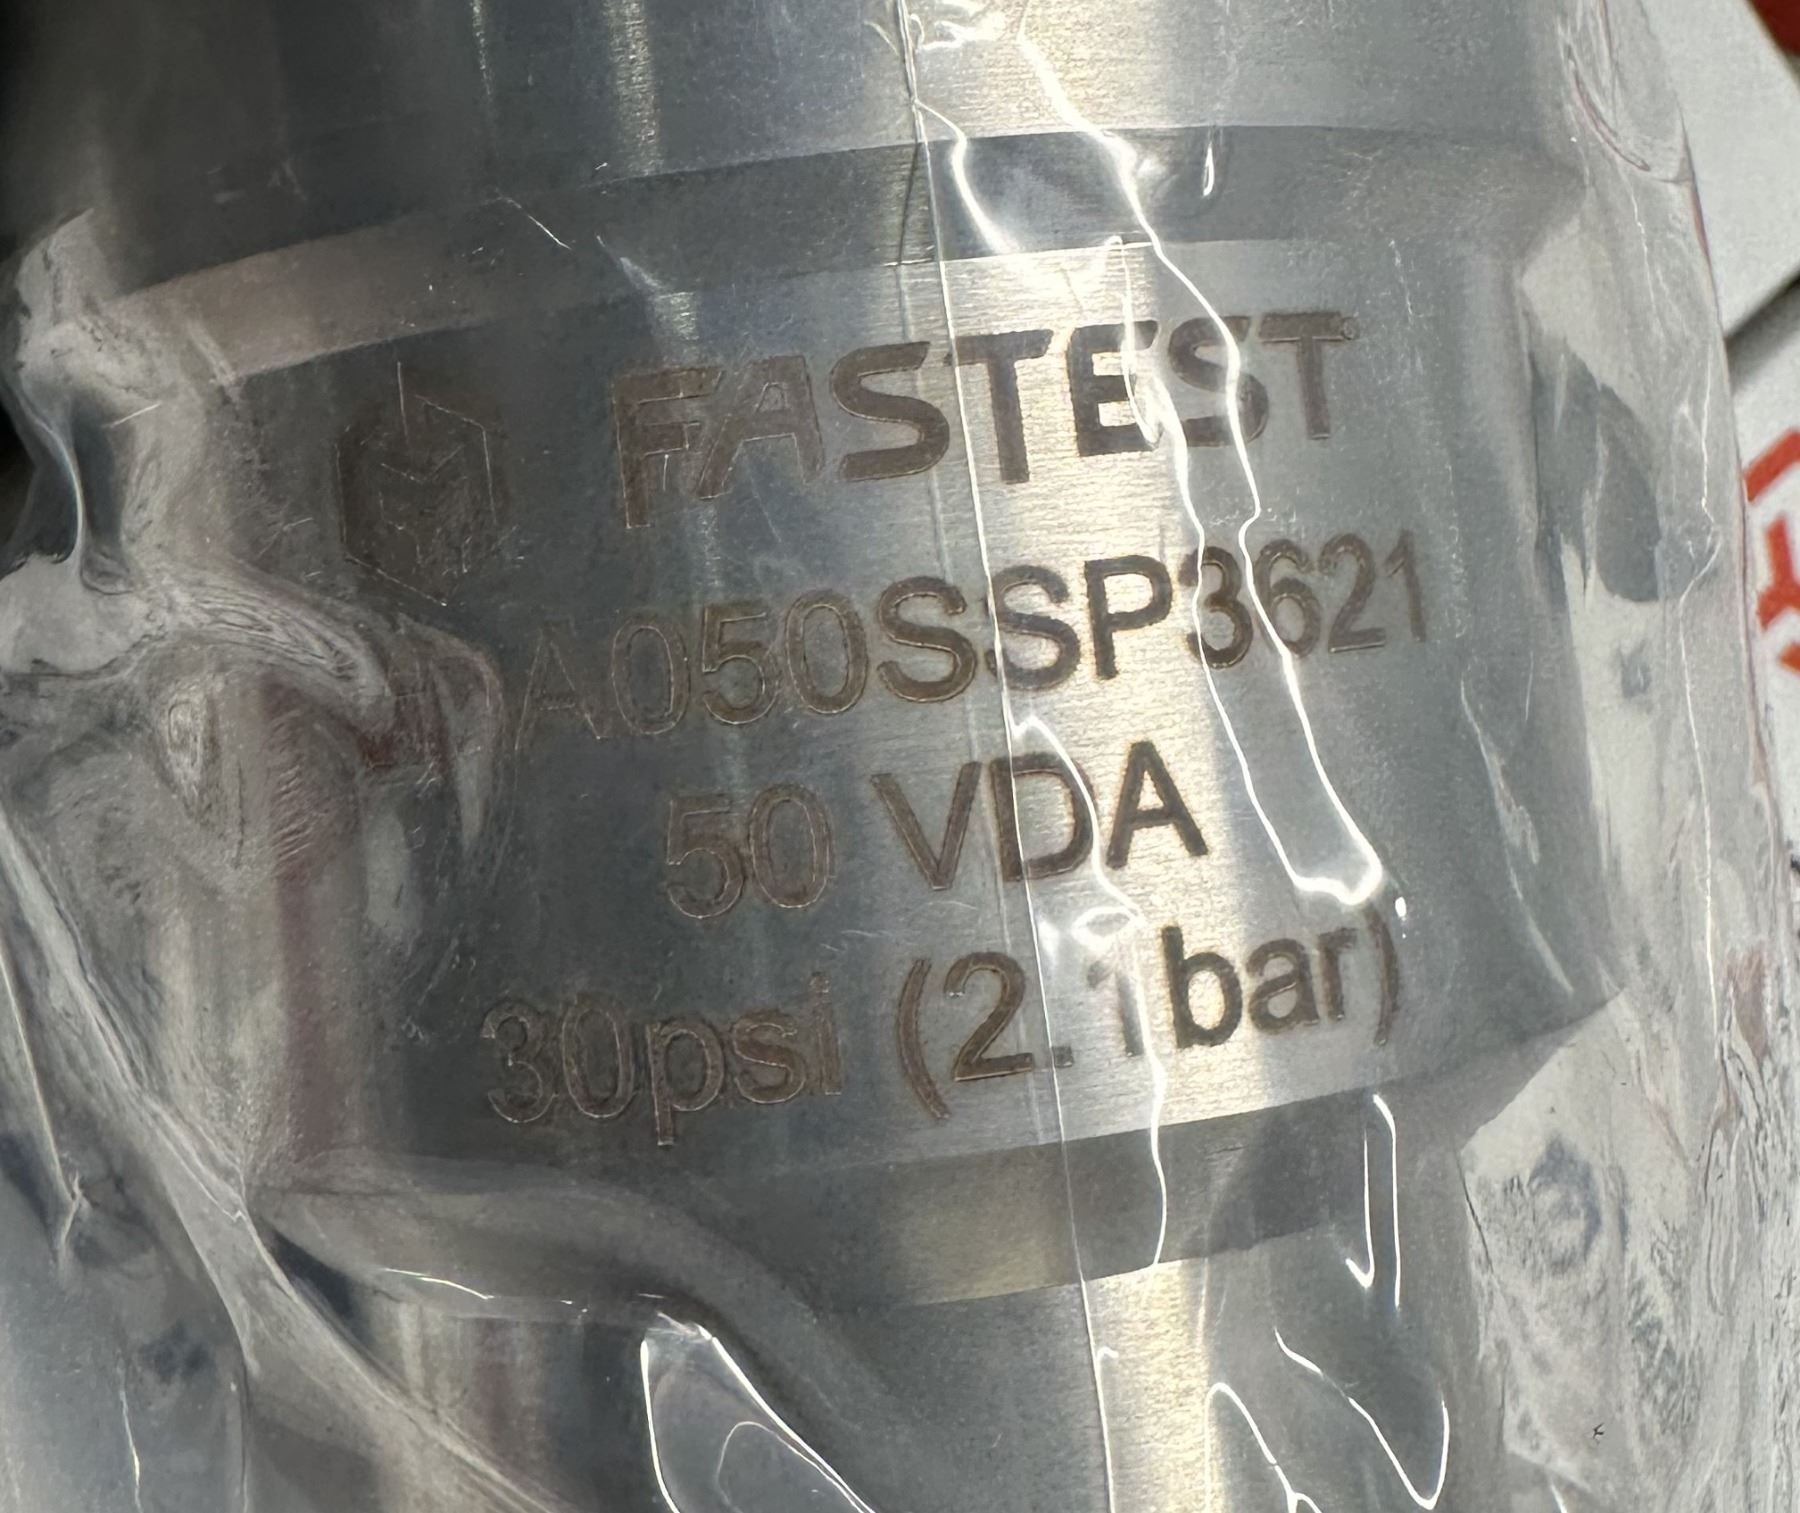 FASTEST
A050SSP3621
50 VDA
30psi (2.1bar)